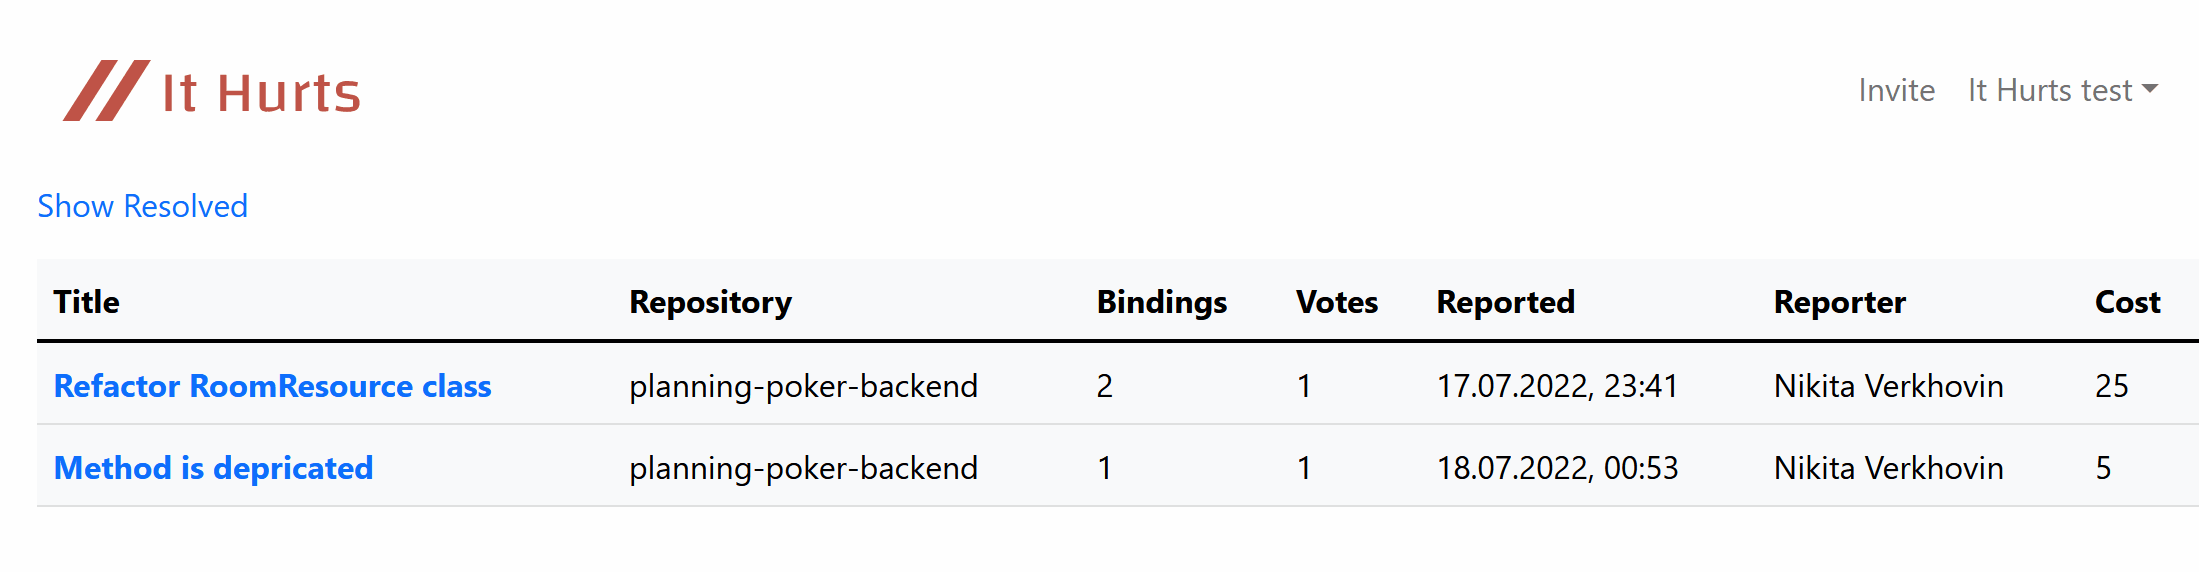 It Hurts
Invite It Hurts test
Show Resolved
Title Repository Bindings Votes Reported Reporter Cost
Refactor RoomResource class planning-poker-backend 2 1 17.07.2022, 23:41 Nikita Verkhovin 25
Method is depricated planning-poker-backend 1 1 18.07.2022, 00:53 Nikita Verkhovin 5